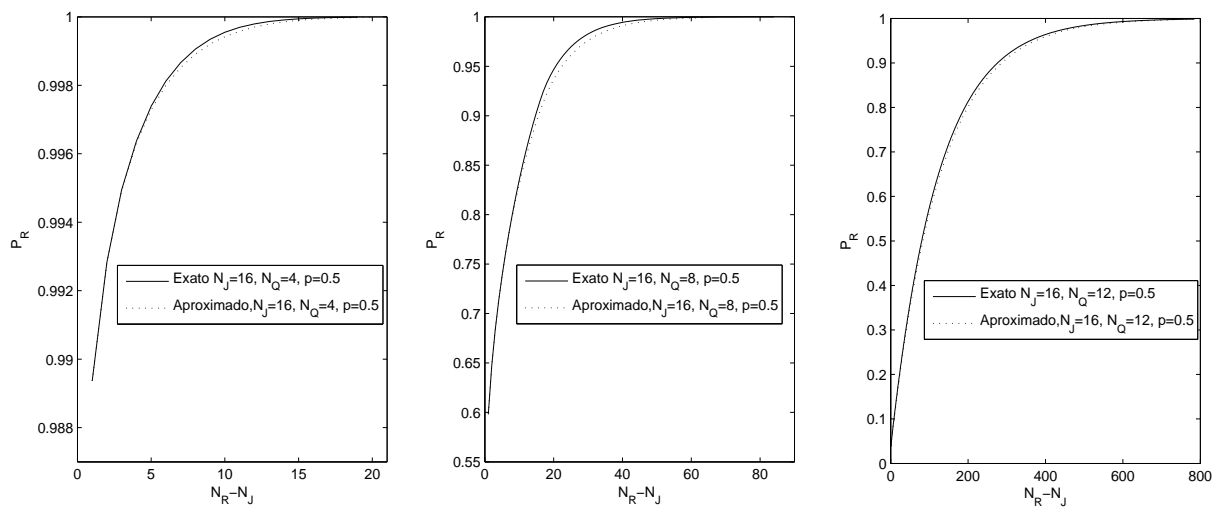 1
0.998
0.996
0.994
0.992
0.99
0.988
P_R
0 5 10 15 20
N_R−N_J
Exato N_J=16, N_Q=4, p=0.5
Aproximado,N_J=16, N_Q=4, p=0.5
1
0.95
0.9
0.85
0.8
0.75
0.7
0.65
0.6
0.55
P_R
0 20 40 60 80
N_R−N_J
Exato N_J=16, N_Q=8, p=0.5
Aproximado,N_J=16, N_Q=8, p=0.5
1
0.9
0.8
0.7
0.6
0.5
0.4
0.3
0.2
0.1
0
P_R
0 200 400 600 800
N_R−N_J
Exato N_J=16, N_Q=12, p=0.5
Aproximado,N_J=16, N_Q=12, p=0.5